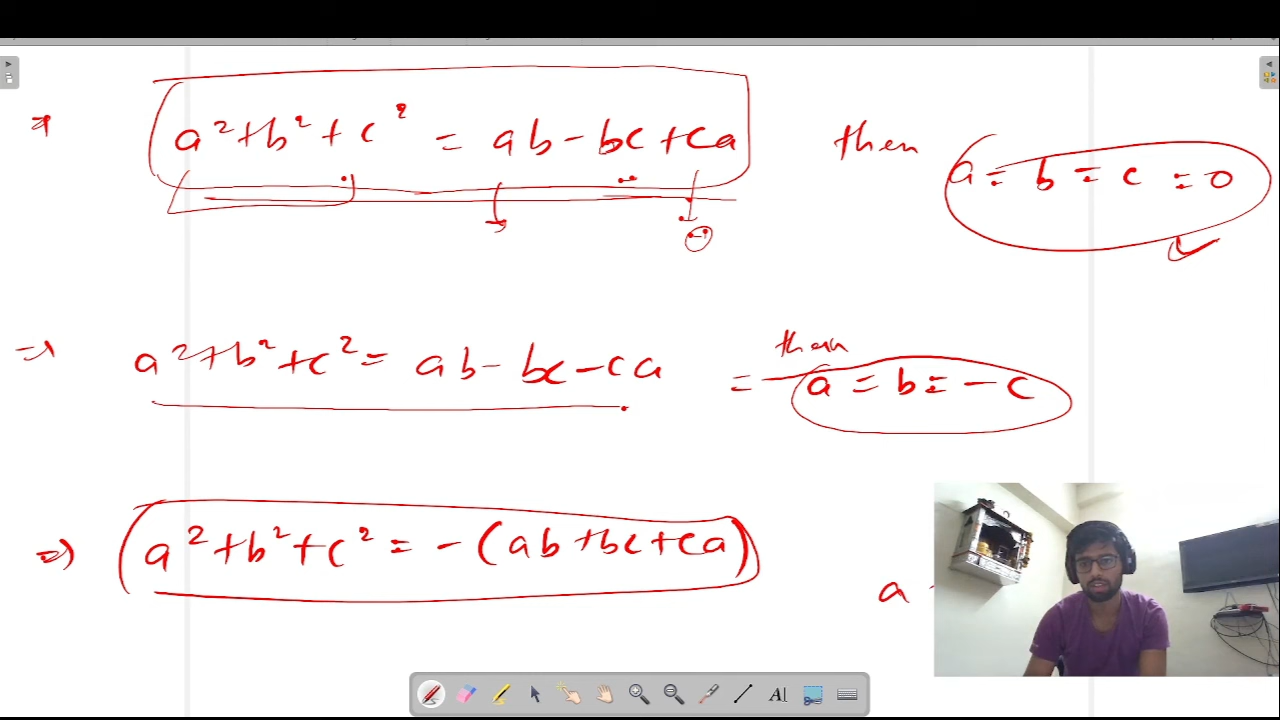 ⇒ a²+b²+c² = ab-bc+ca then a=b=c=0
⇒ a²+b²+c²= ab-bc-ca = then a=b=-c
⇒) a²+b²+c²= -(ab+bc+ca) a
AI